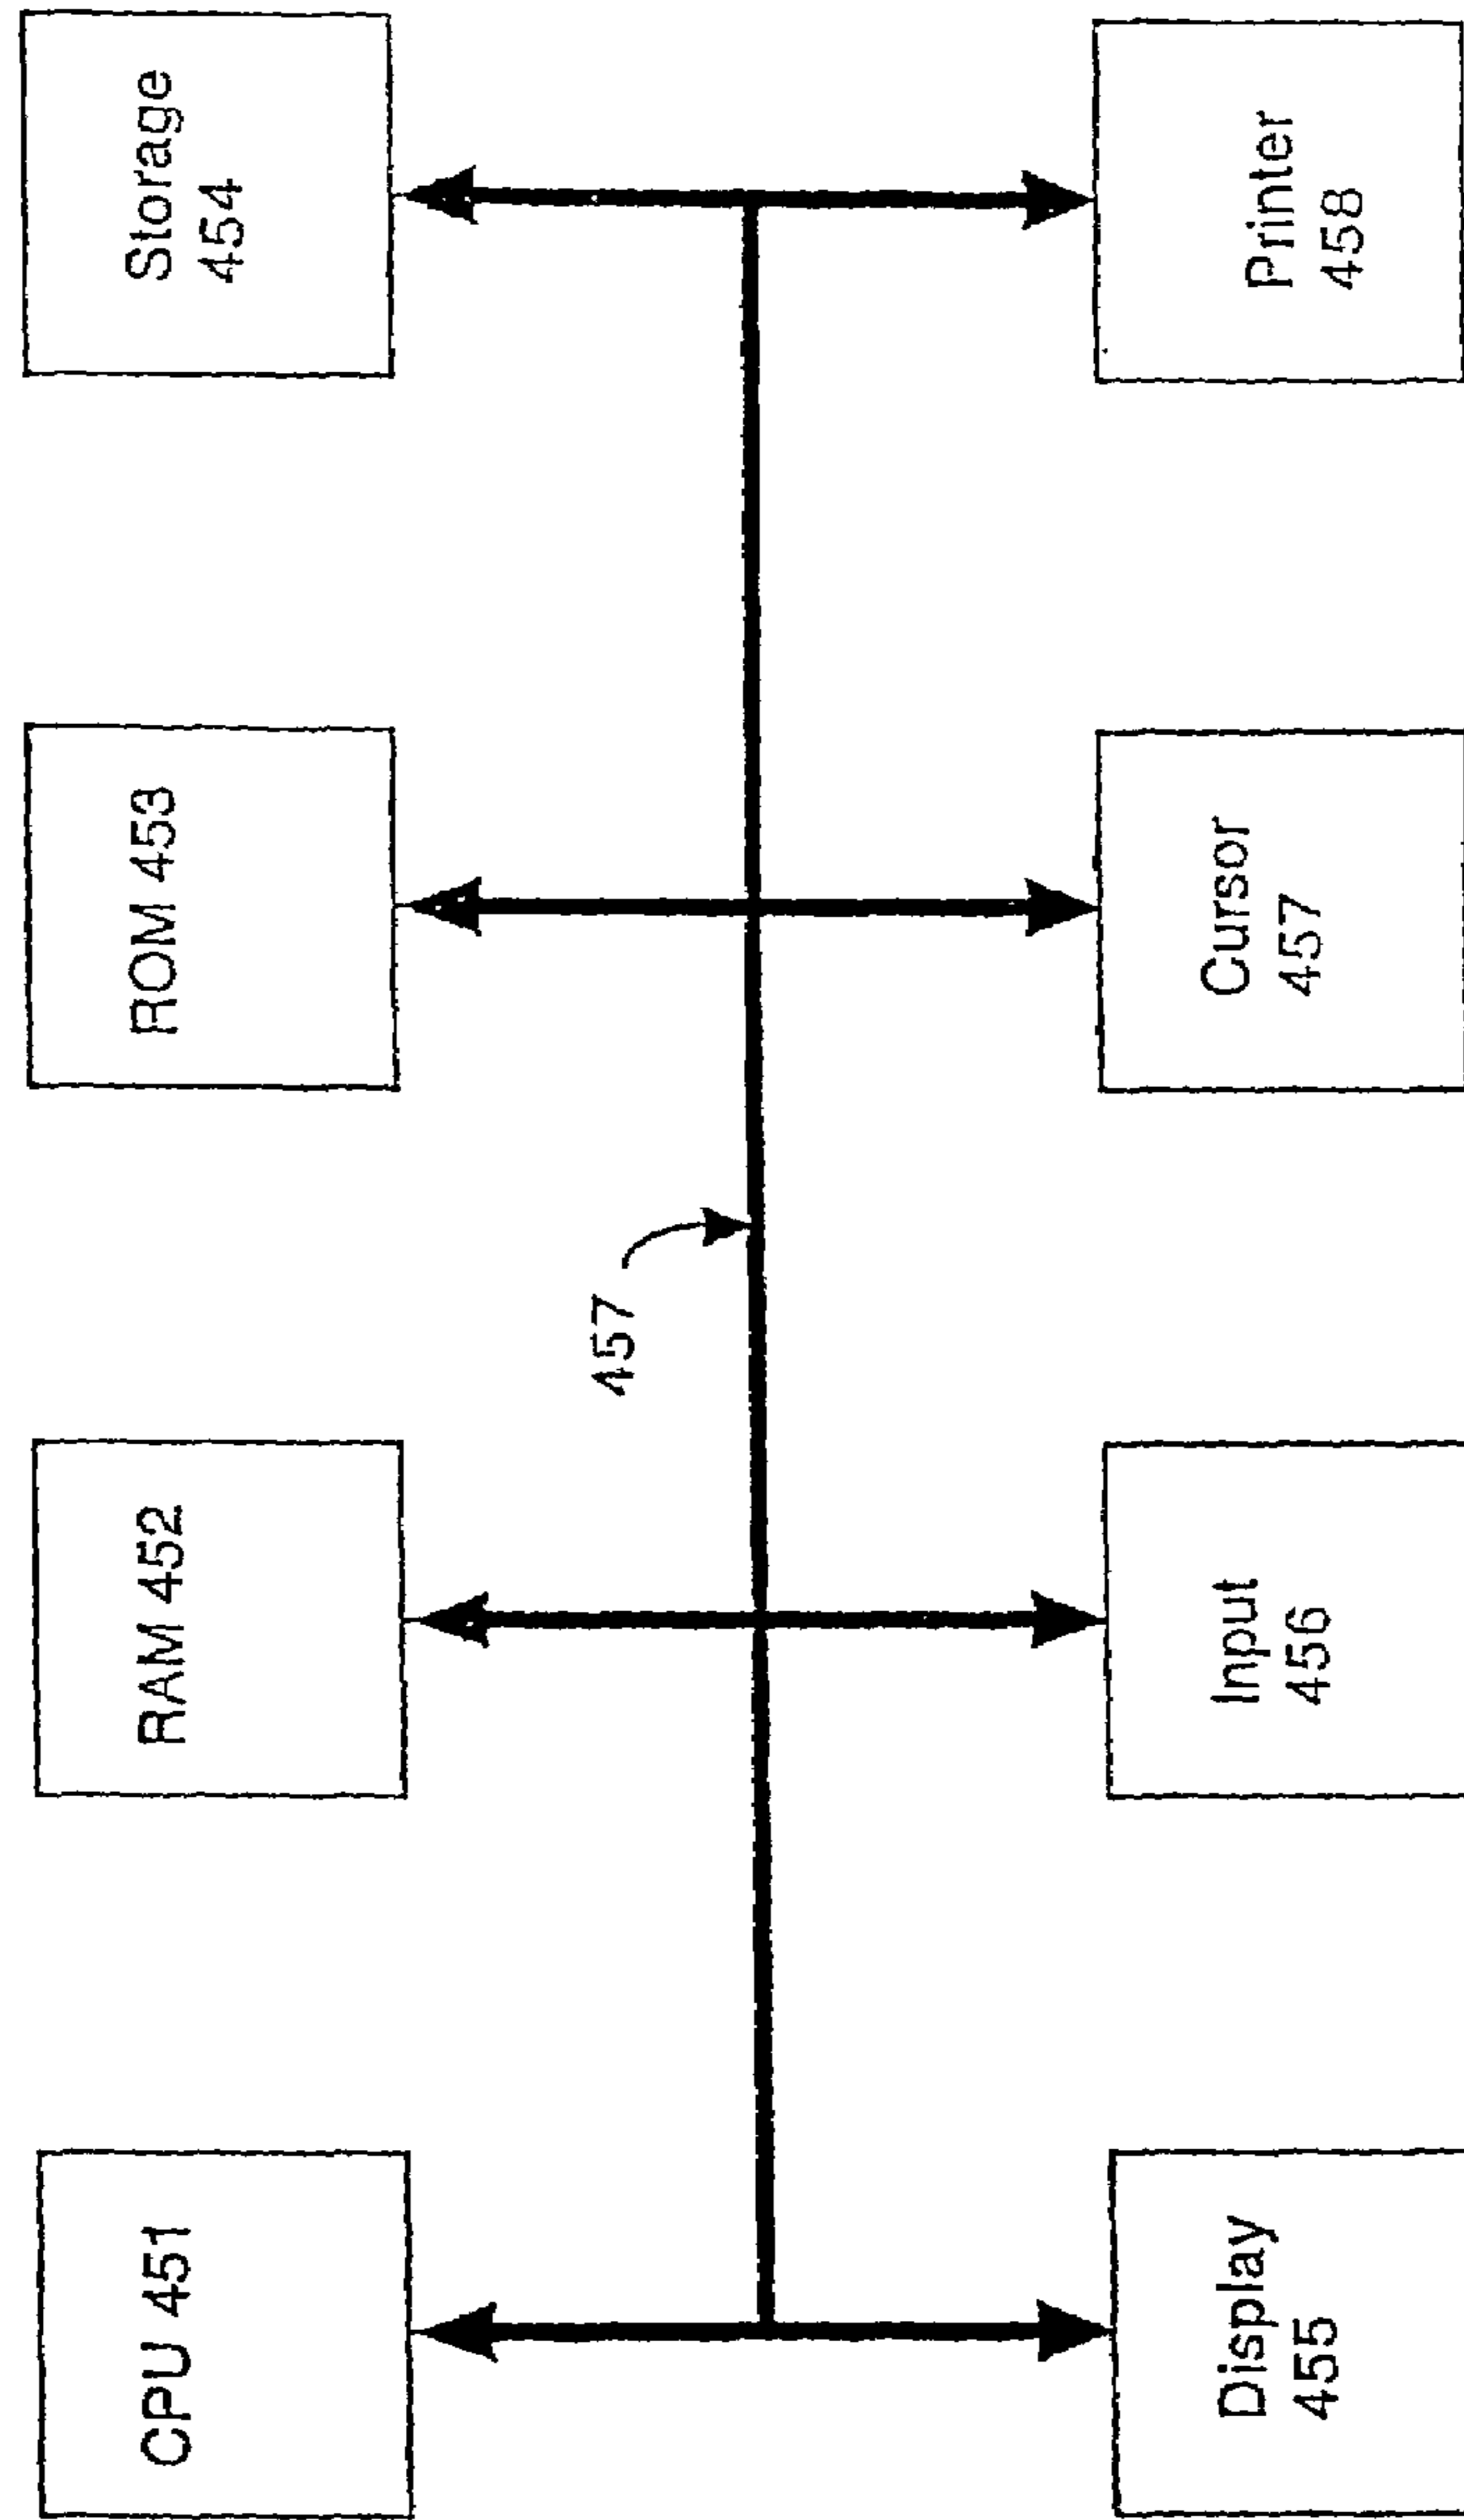 CPU 451
RAM 452
ROM 453
Storage
454
457
Display
455
Input
456
Cursor
457
Printer
458